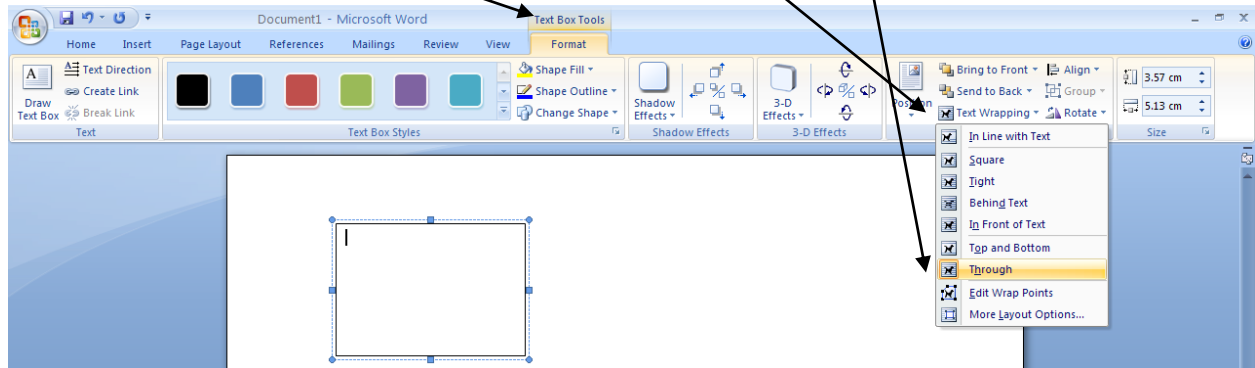 Document1 - Microsoft Word Text Box Tools
Home Insert Page Layout References Mailings Review View Format
A Text Direction
Create Link
Break Link
Draw
Text Box
Text
Text Box Styles
Shape Fill
Shape Outline
Change Shape
Shadow
Effects
Shadow Effects
3-D
Effects
3-D Effects
Position
Bring to Front
Send to Back
Text Wrapping
Align
Group
Rotate
3.57 cm
5.13 cm
Size
In Line with Text
Square
Tight
Behind Text
In Front of Text
Top and Bottom
Through
Edit Wrap Points
More Layout Options...